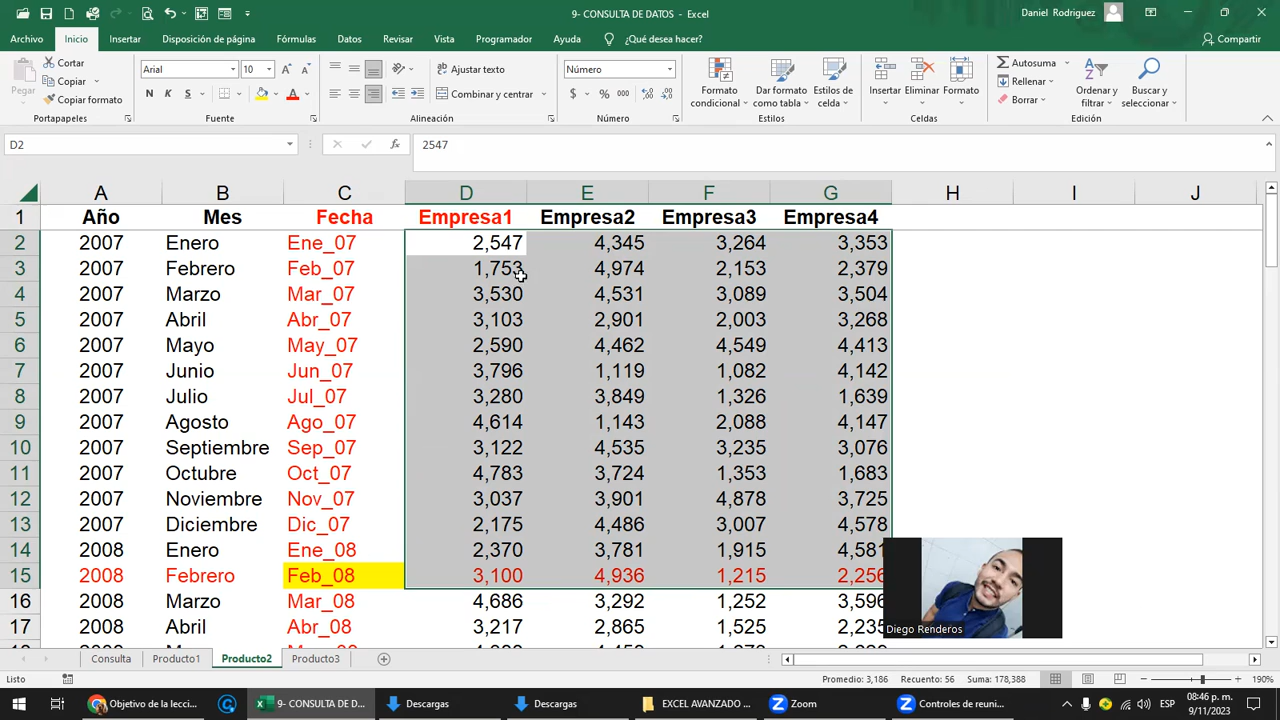 9- CONSULTA DE DATOS - Excel
Daniel Rodriguez
Archivo Inicio Insertar Disposición de página Fórmulas Datos Revisar Vista Programador Ayuda ¿Qué desea hacer? Compartir
Pegar
Cortar
Copiar
Copiar formato
Portapapeles
Arial 10
N K S
Fuente
Ajustar texto
Combinar y centrar
Alineación
Número
$ % 000
Número
Formato condicional
Dar formato como tabla
Estilos de celda
Estilos
Insertar Eliminar Formato
Celdas
Autosuma
Rellenar
Borrar
Ordenar y filtrar
Buscar y seleccionar
Edición
D2 fx 2547
A B C D E F G H I J
1 Año Mes Fecha Empresa1 Empresa2 Empresa3 Empresa4
2 2007 Enero Ene_07 2,547 4,345 3,264 3,353
3 2007 Febrero Feb_07 1,753 4,974 2,153 2,379
4 2007 Marzo Mar_07 3,530 4,531 3,089 3,504
5 2007 Abril Abr_07 3,103 2,901 2,003 3,268
6 2007 Mayo May_07 2,590 4,462 4,549 4,413
7 2007 Junio Jun_07 3,796 1,119 1,082 4,142
8 2007 Julio Jul_07 3,280 3,849 1,326 1,639
9 2007 Agosto Ago_07 4,614 1,143 2,088 4,147
10 2007 Septiembre Sep_07 3,122 4,535 3,235 3,076
11 2007 Octubre Oct_07 4,783 3,724 1,353 1,683
12 2007 Noviembre Nov_07 3,037 3,901 4,878 3,725
13 2007 Diciembre Dic_07 2,175 4,486 3,007 4,578
14 2008 Enero Ene_08 2,370 3,781 1,915 4,581
15 2008 Febrero Feb_08 3,100 4,936 1,215 2,256
16 2008 Marzo Mar_08 4,686 3,292 1,252 3,596
17 2008 Abril Abr_08 3,217 2,865 1,525 2,235
Diego Renderos
Consulta Producto1 Producto2 Producto3
Listo Promedio: 3,186 Recuento: 56 Suma: 178,388 190%
Objetivo de la lecci... 9- CONSULTA DE D... Descargas Descargas EXCEL AVANZADO ... Zoom Controles de reuni... ESP 08:46 p. m.
9/11/2023